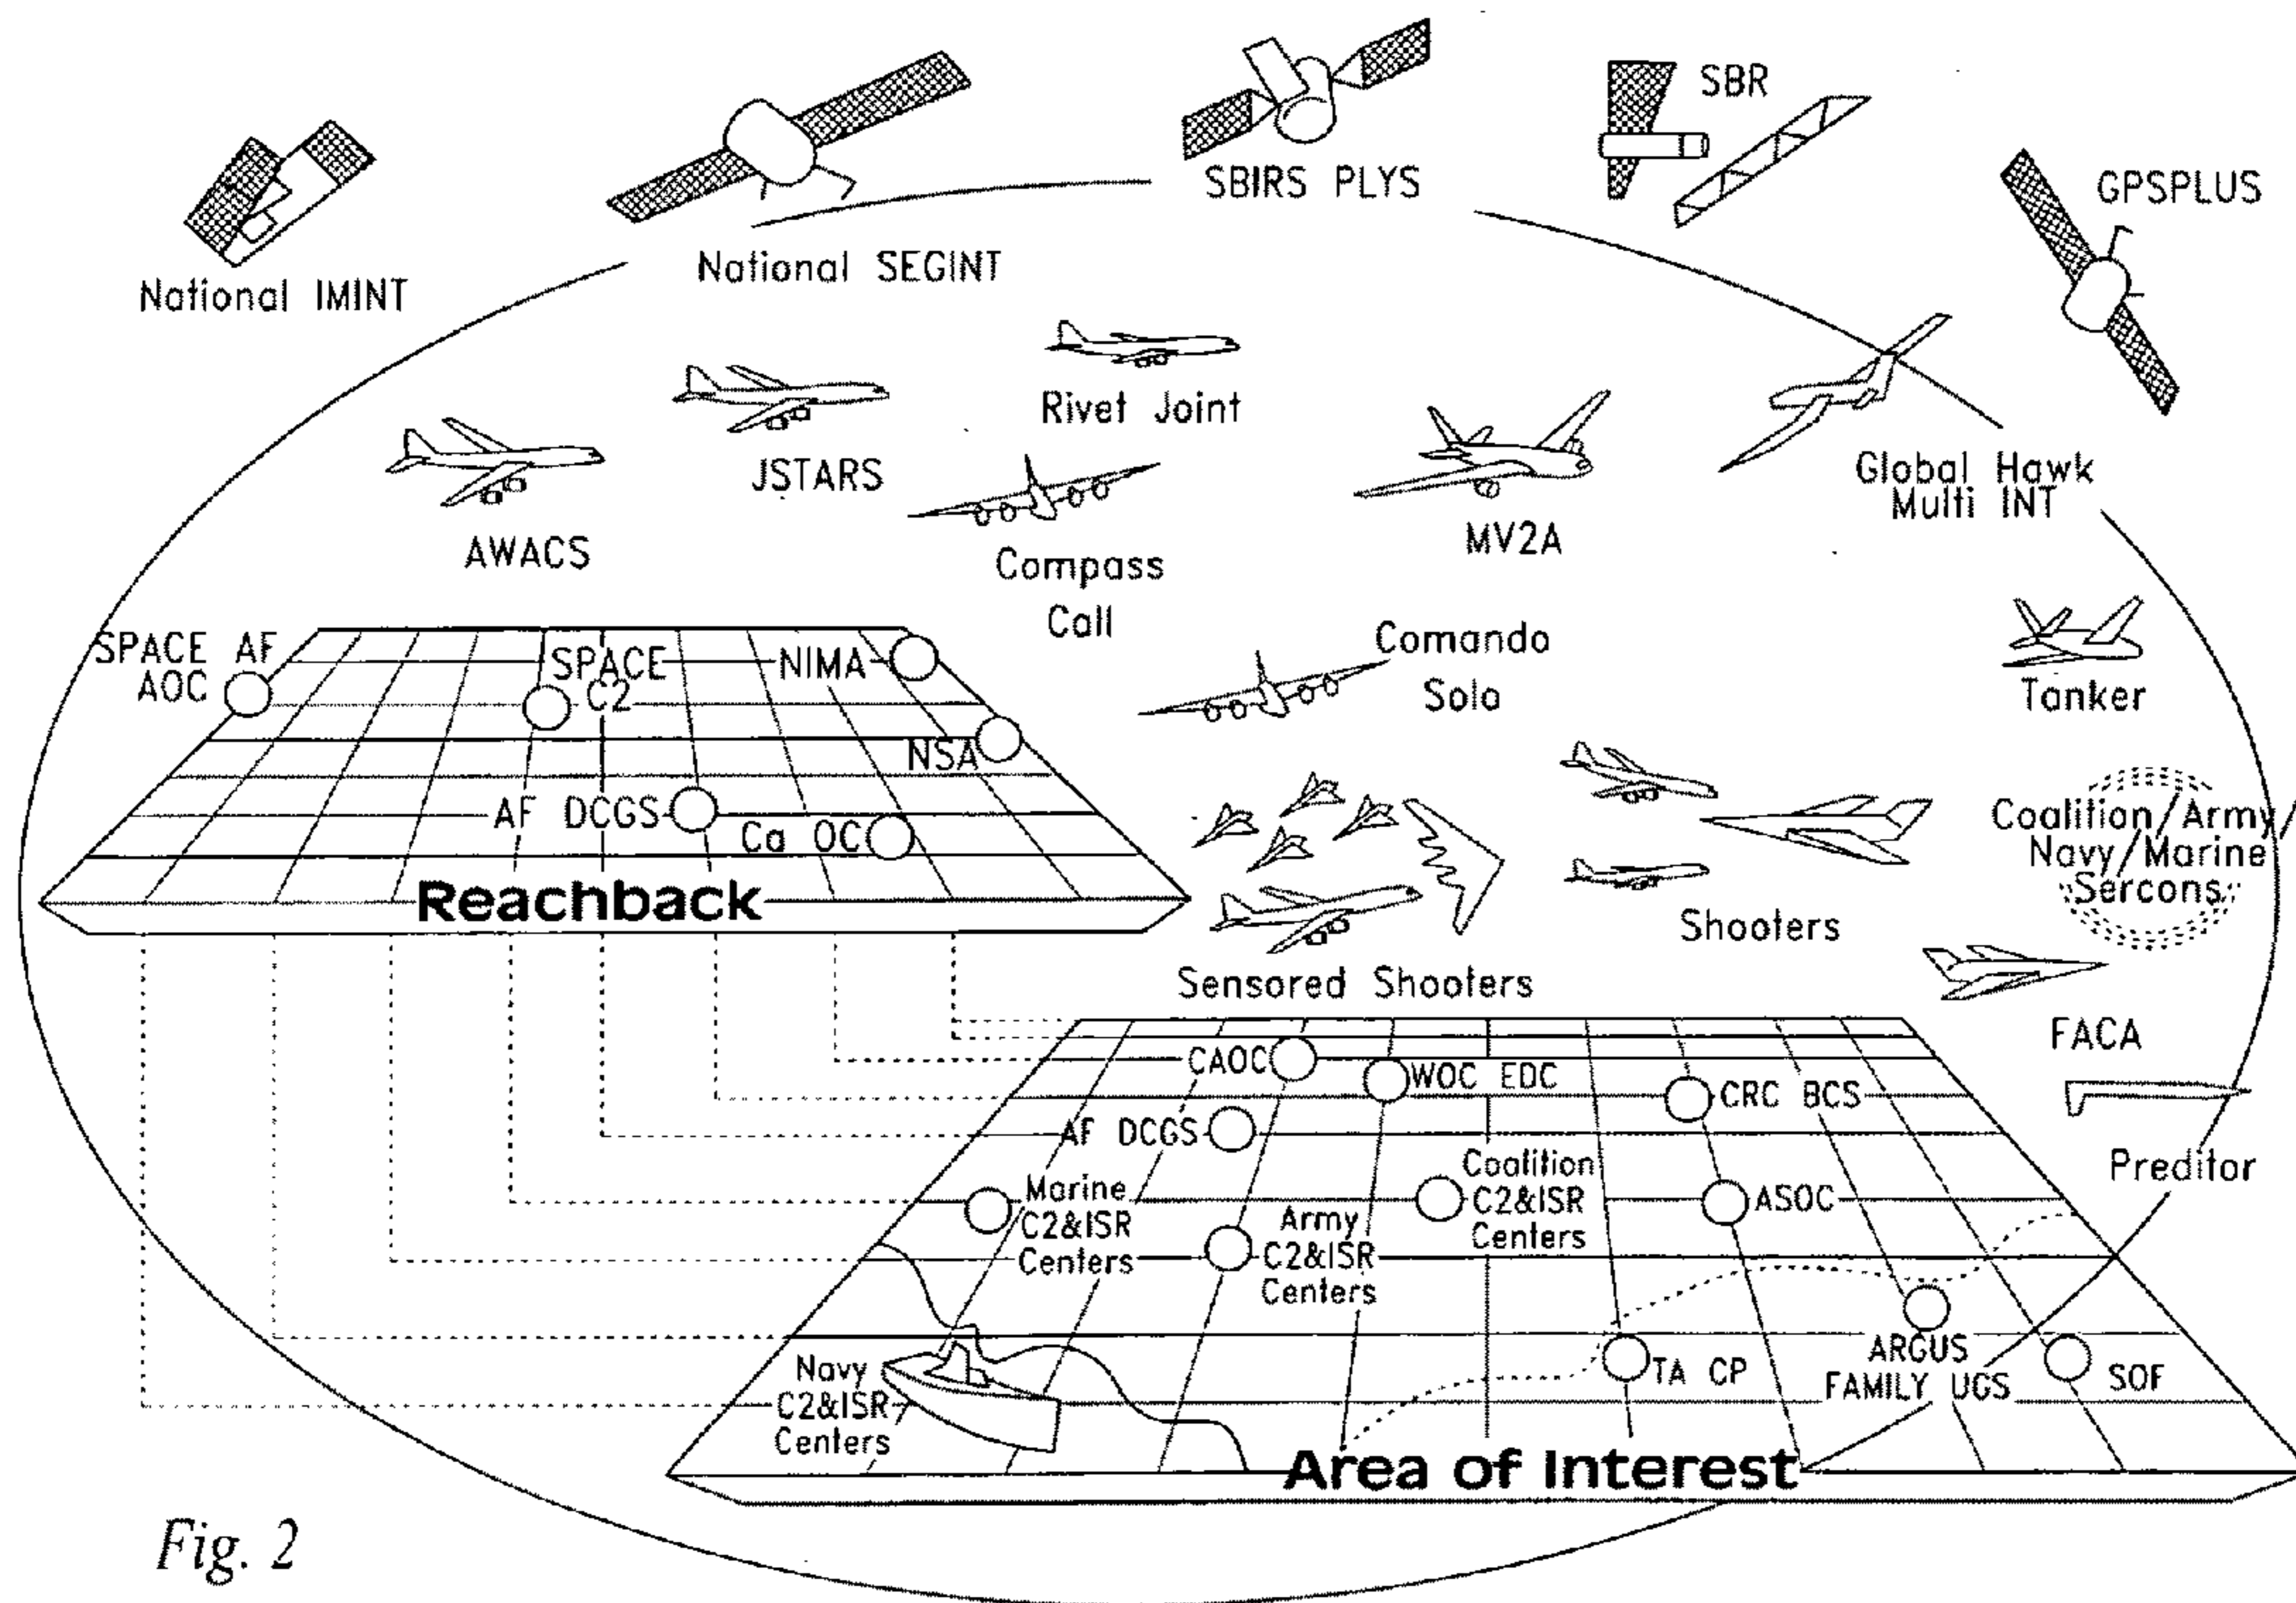 SBR
SBIRS PLYS
GPSPLUS
National SEGINT
National IMINT
Rivet Joint
JSTARS
Global Hawk
Multi INT
MV2A
AWACS
Compass
Call
Comando
Solo
Tanker
SPACE AF
AOC
SPACE
C2
NIMA
NSA
AF DCGS
Ca OC
Reachback
Coalition/Army/
Navy/Marine/
Sercons
Shooters
Sensored Shooters
FACA
Preditor
CAOC
WOC EDC
CRC BCS
AF DCGS
Marine
C2&ISR
Centers
Army
C2&ISR
Centers
Coalition
C2&ISR
Centers
ASOC
Navy
C2&ISR
Centers
TA CP
ARGUS
FAMILY UGS
SOF
Area of Interest
Fig. 2